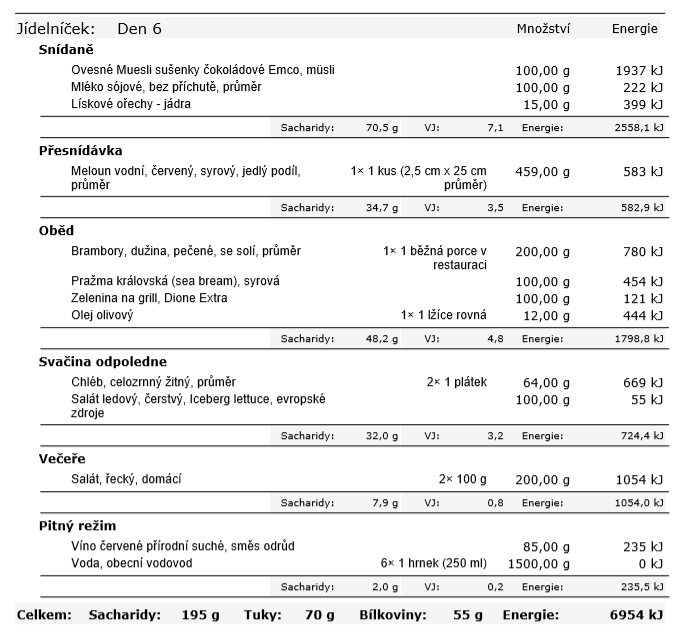 Jídelníček: Den 6 Množství Energie
Snídaně
Ovesné Muesli sušenky čokoládové Emco, müsli 100,00 g 1937 kJ
Mléko sójové, bez příchutě, průměr 100,00 g 222 kJ
Lískové ořechy - jádra 15,00 g 399 kJ
Sacharidy: 70,5 g VJ: 7,1 Energie: 2558,1 kJ
Přesnídávka
Meloun vodní, červený, syrový, jedlý podíl, 1× 1 kus (2,5 cm x 25 cm 459,00 g 583 kJ
průměr průměr)
Sacharidy: 34,7 g VJ: 3,5 Energie: 582,9 kJ
Oběd
Brambory, dužina, pečené, se solí, průměr 1× 1 běžná porce v 200,00 g 780 kJ
restauraci
Pražma královská (sea bream), syrová 100,00 g 454 kJ
Zelenina na grill, Dione Extra 100,00 g 121 kJ
Olej olivový 1× 1 lžíce rovná 12,00 g 444 kJ
Sacharidy: 48,2 g VJ: 4,8 Energie: 1798,8 kJ
Svačina odpoledne
Chléb, celozrnný žitný, průměr 2× 1 plátek 64,00 g 669 kJ
Salát ledový, čerstvý, Iceberg lettuce, evropské 100,00 g 55 kJ
zdroje
Sacharidy: 32,0 g VJ: 3,2 Energie: 724,4 kJ
Večeře
Salát, řecký, domácí 2× 100 g 200,00 g 1054 kJ
Sacharidy: 7,9 g VJ: 0,8 Energie: 1054,0 kJ
Pitný režim
Víno červené přírodní suché, směs odrůd 85,00 g 235 kJ
Voda, obecní vodovod 6× 1 hrnek (250 ml) 1500,00 g 0 kJ
Sacharidy: 2,0 g VJ: 0,2 Energie: 235,5 kJ
Celkem: Sacharidy: 195 g Tuky: 70 g Bílkoviny: 55 g Energie: 6954 kJ